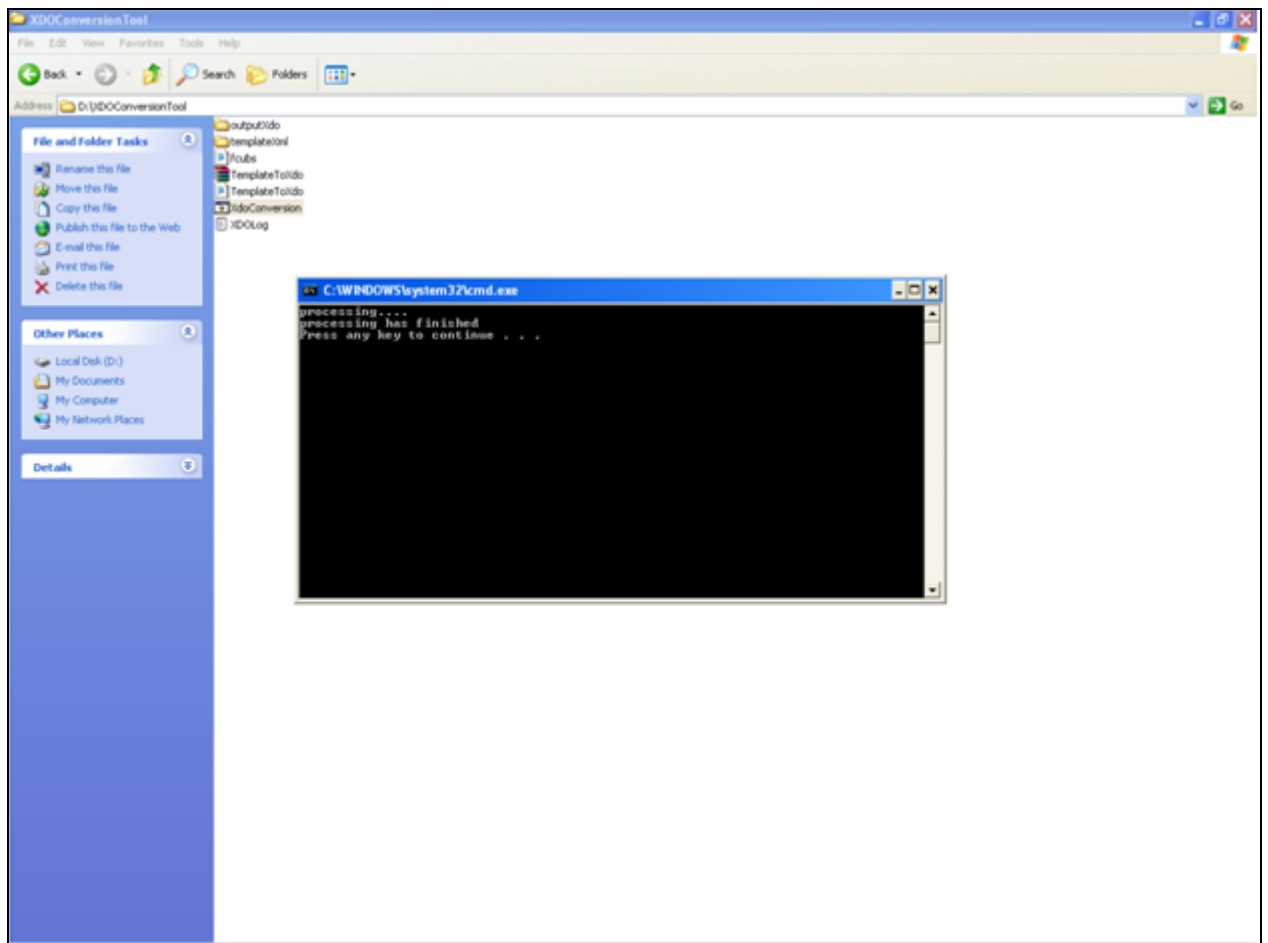 XDOConversionTool
File Edit View Favorites Tools Help
Back Search Folders
Address D:\XDOConversionTool Go
File and Folder Tasks
Rename this file
Move this file
Copy this file
Publish this file to the Web
E-mail this file
Print this file
Delete this file
Other Places
Local Disk (D:)
My Documents
My Computer
My Network Places
Details
outputXdo
templateXml
fcubs
TemplateToXdo
TemplateToXdo
XdoConversion
XDOLog
C:\WINDOWS\system32\cmd.exe
processing....
processing has finished
Press any key to continue . . .